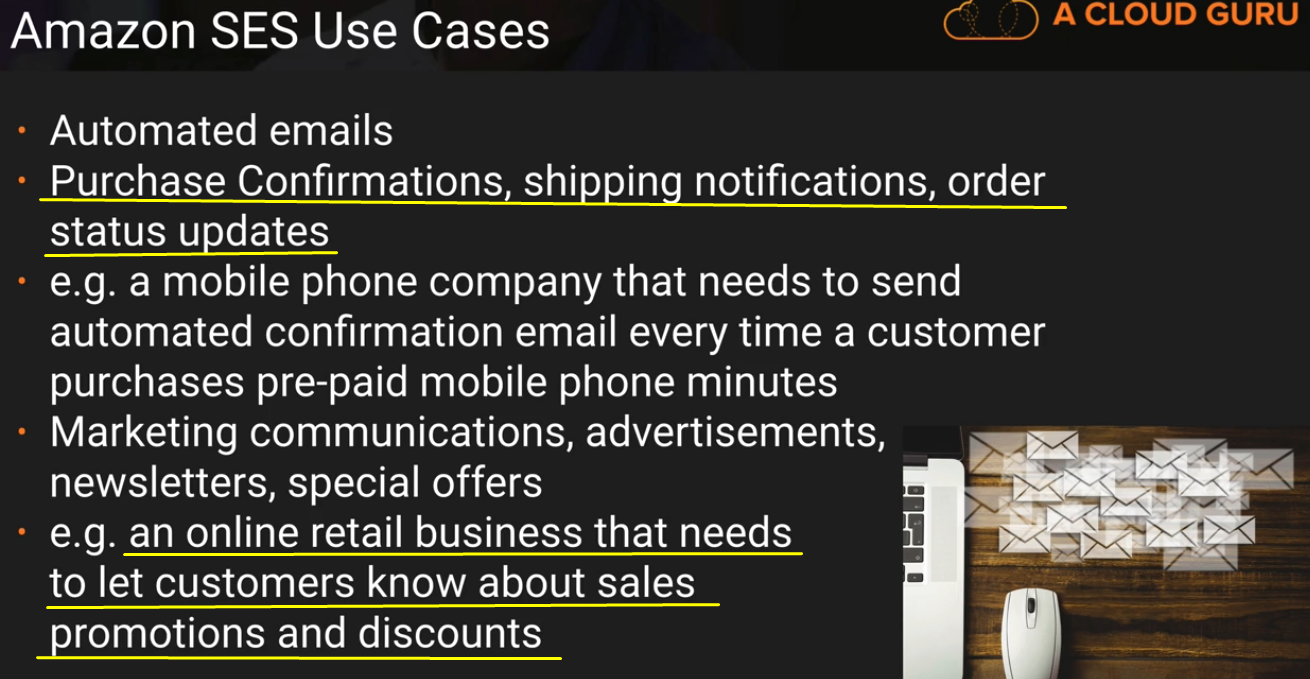 Amazon SES Use Cases
A CLOUD GURU
• Automated emails
• Purchase Confirmations, shipping notifications, order
status updates
• e.g. a mobile phone company that needs to send
automated confirmation email every time a customer
purchases pre-paid mobile phone minutes
• Marketing communications, advertisements,
newsletters, special offers
• e.g. an online retail business that needs
to let customers know about sales
promotions and discounts